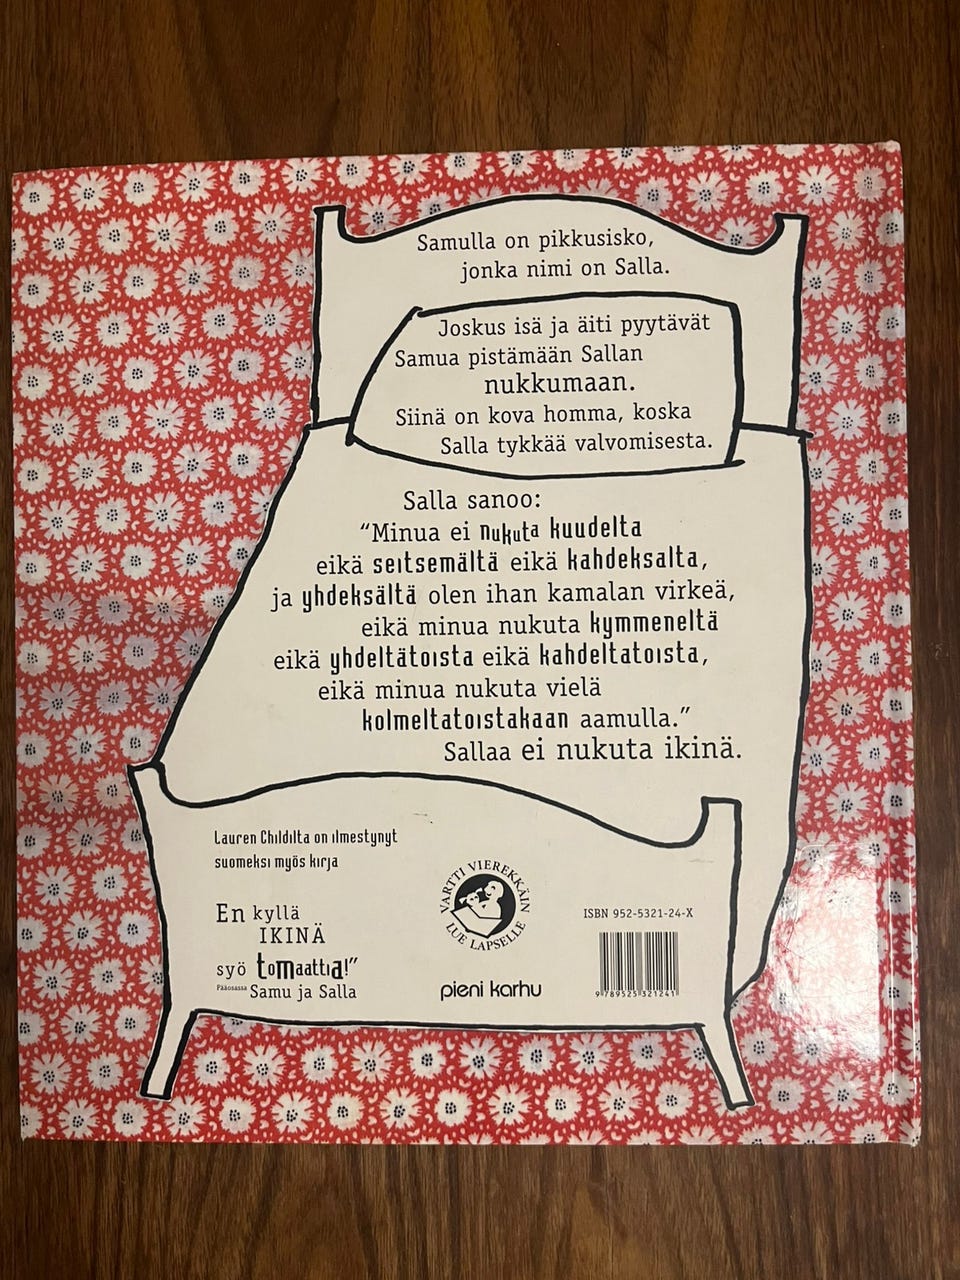 Samulla on pikkusisko,
jonka nimi on Salla.
Joskus isä ja äiti pyytävät
Samua pistämään Sallan
nukkumaan.
Siinä on kova homma, koska
Salla tykkää valvomisesta.
Salla sanoo:
“Minua ei nukuta kuudelta
eikä seitsemältä eikä kahdeksalta,
ja yhdeksältä olen ihan kamalan virkeä,
eikä minua nukuta kymmeneltä
eikä yhdeltätoista eikä kahdeltatoista,
eikä minua nukuta vielä
kolmeltatoistakaan aamulla.”
Sallaa ei nukuta ikinä.
Lauren Childilta on ilmestynyt
suomeksi myös kirja
En kyllä
IKINÄ
syö tomaattia!”
Pääosassa Samu ja Salla
VARTTI VIEREKKÄIN
LUE LAPSELLE
pieni karhu
ISBN 952-5321-24-X
9 789525 321241